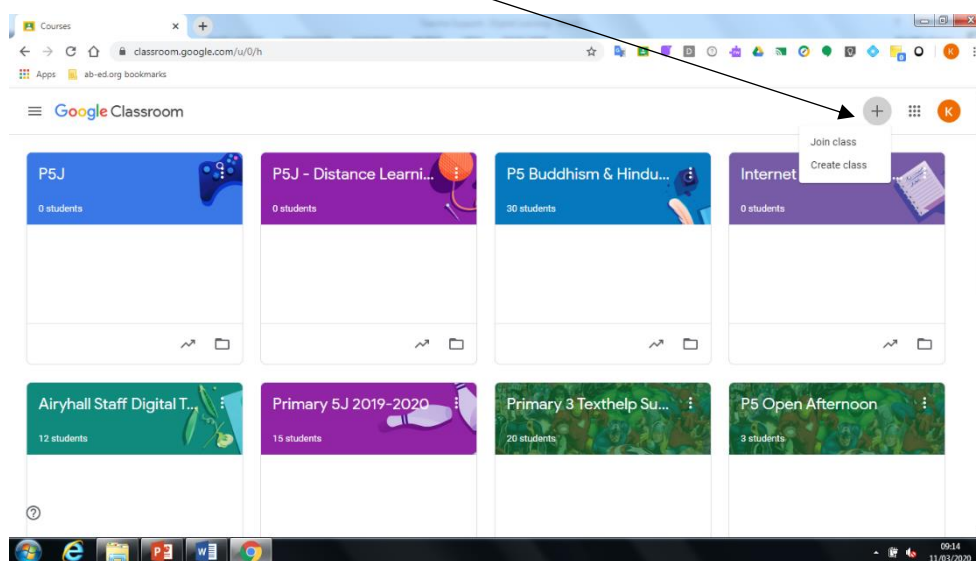 Courses
classroom.google.com/u/0/h
Apps ab-ed.org bookmarks
Google Classroom
K
Join class
Create class
P5J
0 students
P5J - Distance Learni...
0 students
P5 Buddhism & Hindu...
30 students
Internet
0 students
Airyhall Staff Digital T...
12 students
Primary 5J 2019-2020
15 students
Primary 3 Texthelp Su...
20 students
P5 Open Afternoon
3 students
09:14
11/03/2020